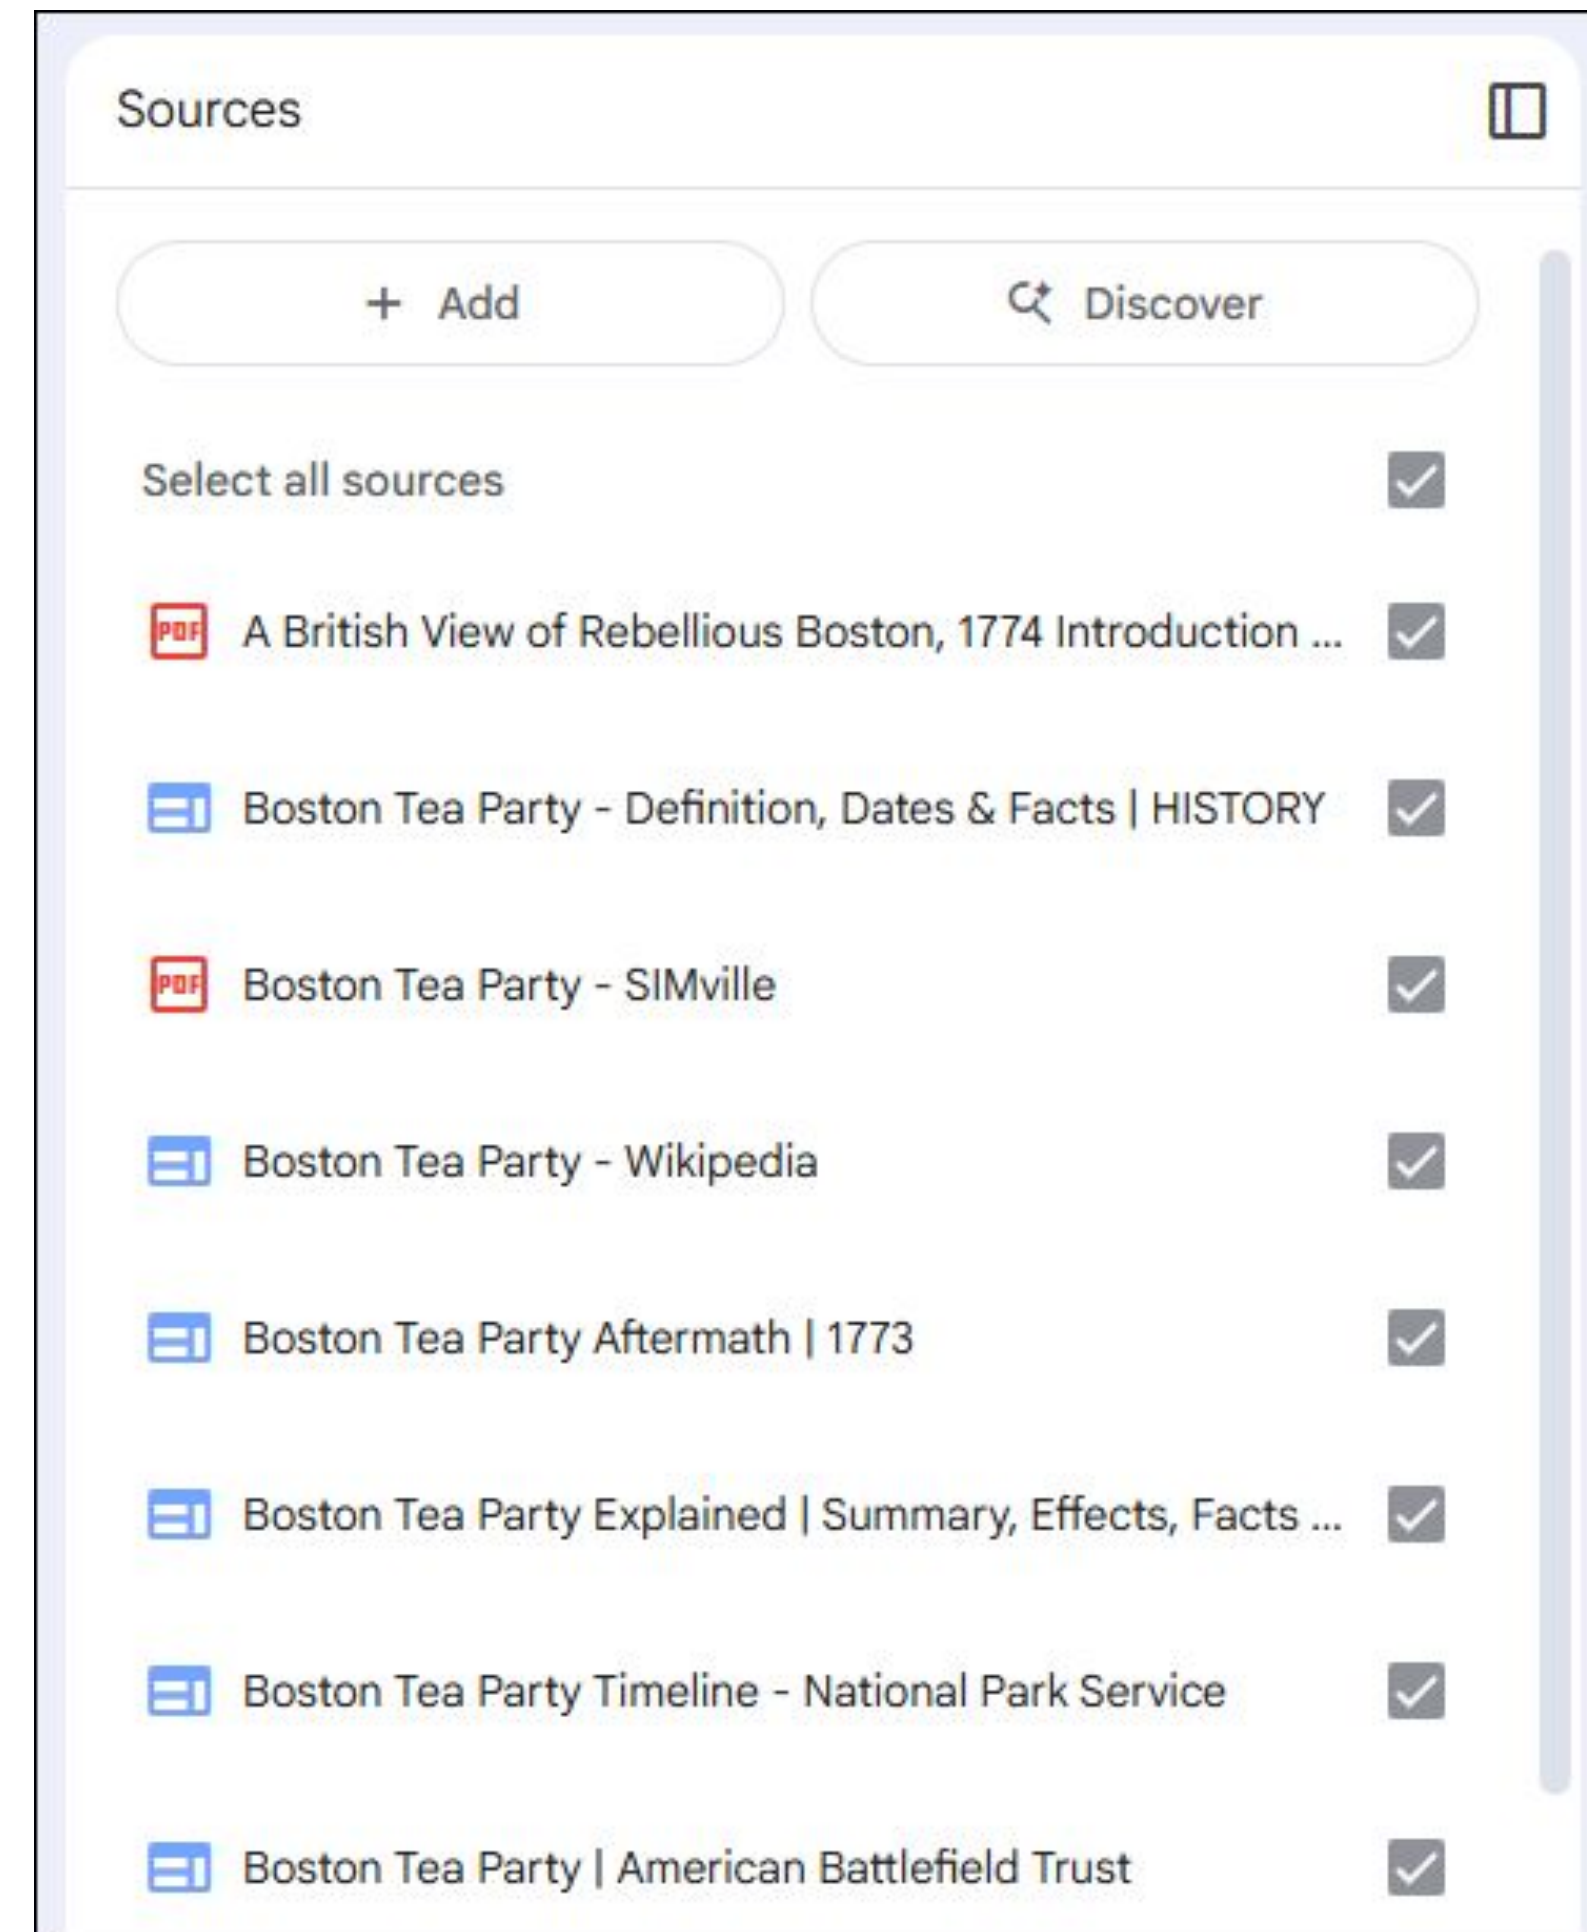 Sources
+ Add
Discover
Select all sources
PDF A British View of Rebellious Boston, 1774 Introduction ...
Boston Tea Party - Definition, Dates & Facts | HISTORY
PDF Boston Tea Party - SIMville
Boston Tea Party - Wikipedia
Boston Tea Party Aftermath | 1773
Boston Tea Party Explained | Summary, Effects, Facts ...
Boston Tea Party Timeline - National Park Service
Boston Tea Party | American Battlefield Trust